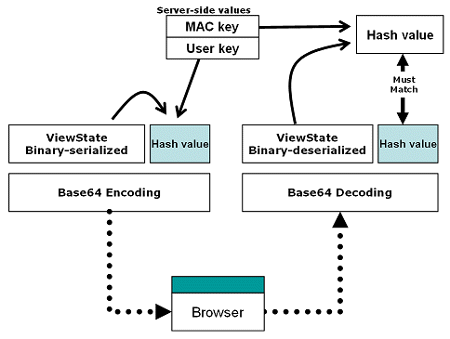 Server-side values
MAC key
User key
Hash value
Must
Match
ViewState
Binary-serialized
Hash value
ViewState
Binary-deserialized
Hash value
Base64 Encoding
Base64 Decoding
Browser